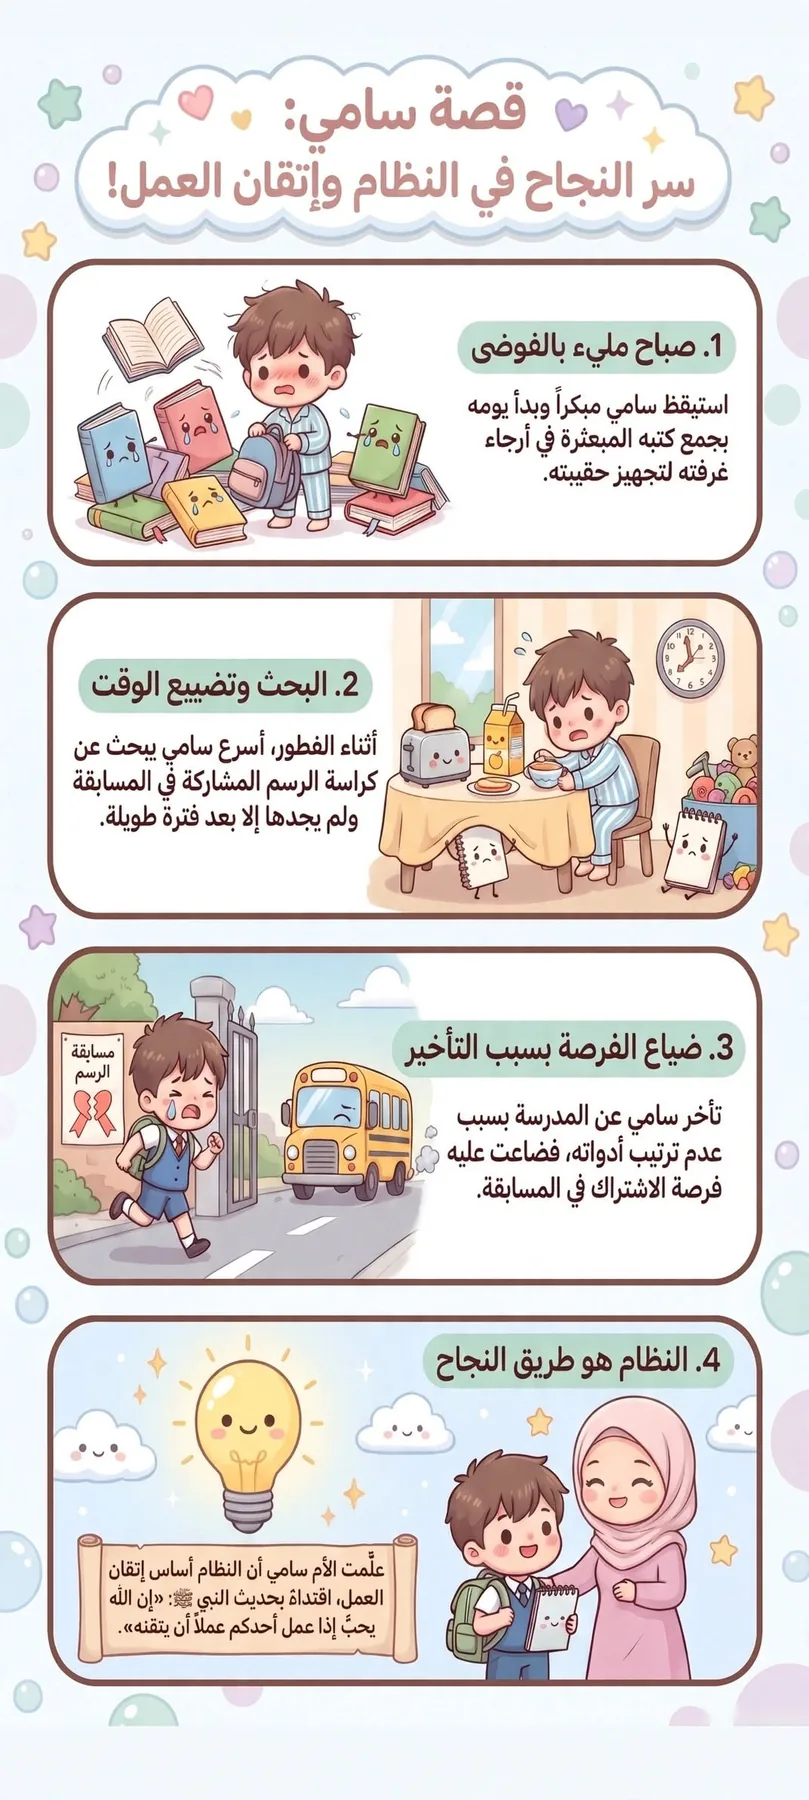 قصة سامي:
سر النجاح في النظام وإتقان العمل!
1. صباح مليء بالفوضى
استيقظ سامي مبكراً وبدأ يومه
بجمع كتبه المبعثرة في أرجاء
غرفته لتجهيز حقيبته.
2. البحث وتضييع الوقت
أثناء الفطور، أسرع سامي يبحث عن
كراسة الرسم المشاركة في المسابقة
ولم يجدها إلا بعد فترة طويلة.
3. ضياع الفرصة بسبب التأخير
مسابقة
الرسم
تأخر سامي عن المدرسة بسبب
عدم ترتيب أدواته، فضاعت عليه
فرصة الاشتراك في المسابقة.
4. النظام هو طريق النجاح
علَّمت الأم سامي أن النظام أساس إتقان
العمل، اقتداءً بحديث النبي ﷺ: «إن الله
يحبَّ إذا عمل أحدكم عملاً أن يتقنه».